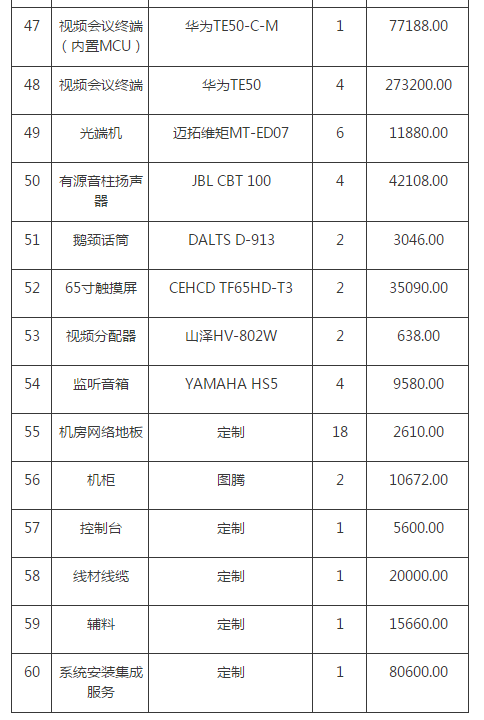 47 视频会议终端 华为TE50-C-M 1 77188.00
（内置MCU）
48 视频会议终端 华为TE50 4 273200.00
49 光端机 迈拓维矩MT-ED07 6 11880.00
50 有源音柱扬声 JBL CBT 100 4 42108.00
器
51 鹅颈话筒 DALTS D-913 2 3046.00
52 65寸触摸屏 CEHCD TF65HD-T3 2 35090.00
53 视频分配器 山泽HV-802W 2 638.00
54 监听音箱 YAMAHA HS5 4 9580.00
55 机房网络地板 定制 18 2610.00
56 机柜 图腾 2 10672.00
57 控制台 定制 1 5600.00
58 线材线缆 定制 1 20000.00
59 辅料 定制 1 15660.00
60 系统安装集成 定制 1 80600.00
服务